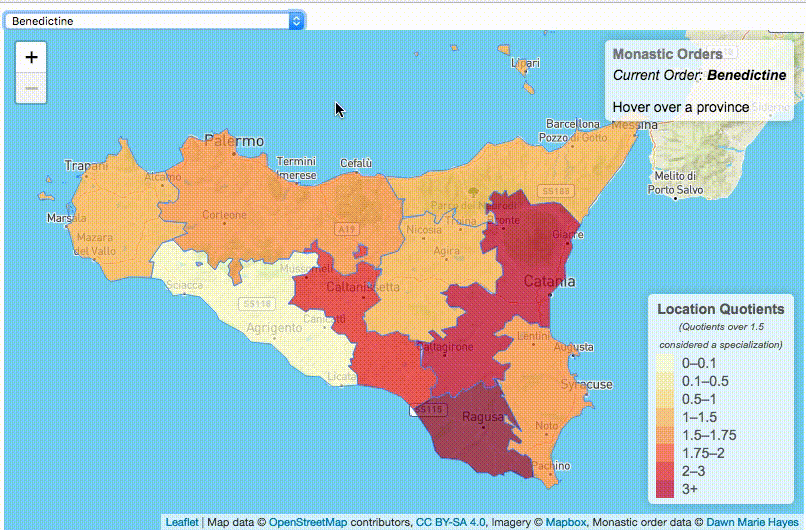 Benedictine
+
−
Monastic Orders
Current Order: Benedictine
Hover over a province
Lipari
Barcellona
Pozzo di Gotto
Messina
Melito di
Porto Salvo
Palermo
Termini
Imerese
Cefalù
Trapani
Alcamo
Marsala
Mazara
del Vallo
Corleone
A19
SS113
Nicosia
Troina
Agira
Giarre
Catania
Sciacca
SS115
Mussomeli
Caltanissetta
Agrigento
Canicattì
Licata
Caltagirone
Lentini
Augusta
Syracuse
SS115
Ragusa
Noto
Pachino
Location Quotients
(Quotients over 1.5
considered a specialization)
0–0.1
0.1–0.5
0.5–1
1–1.5
1.5–1.75
1.75–2
2–3
3+
Leaflet | Map data © OpenStreetMap contributors, CC BY-SA 4.0, Imagery © Mapbox, Monastic order data © Dawn Marie Hayes